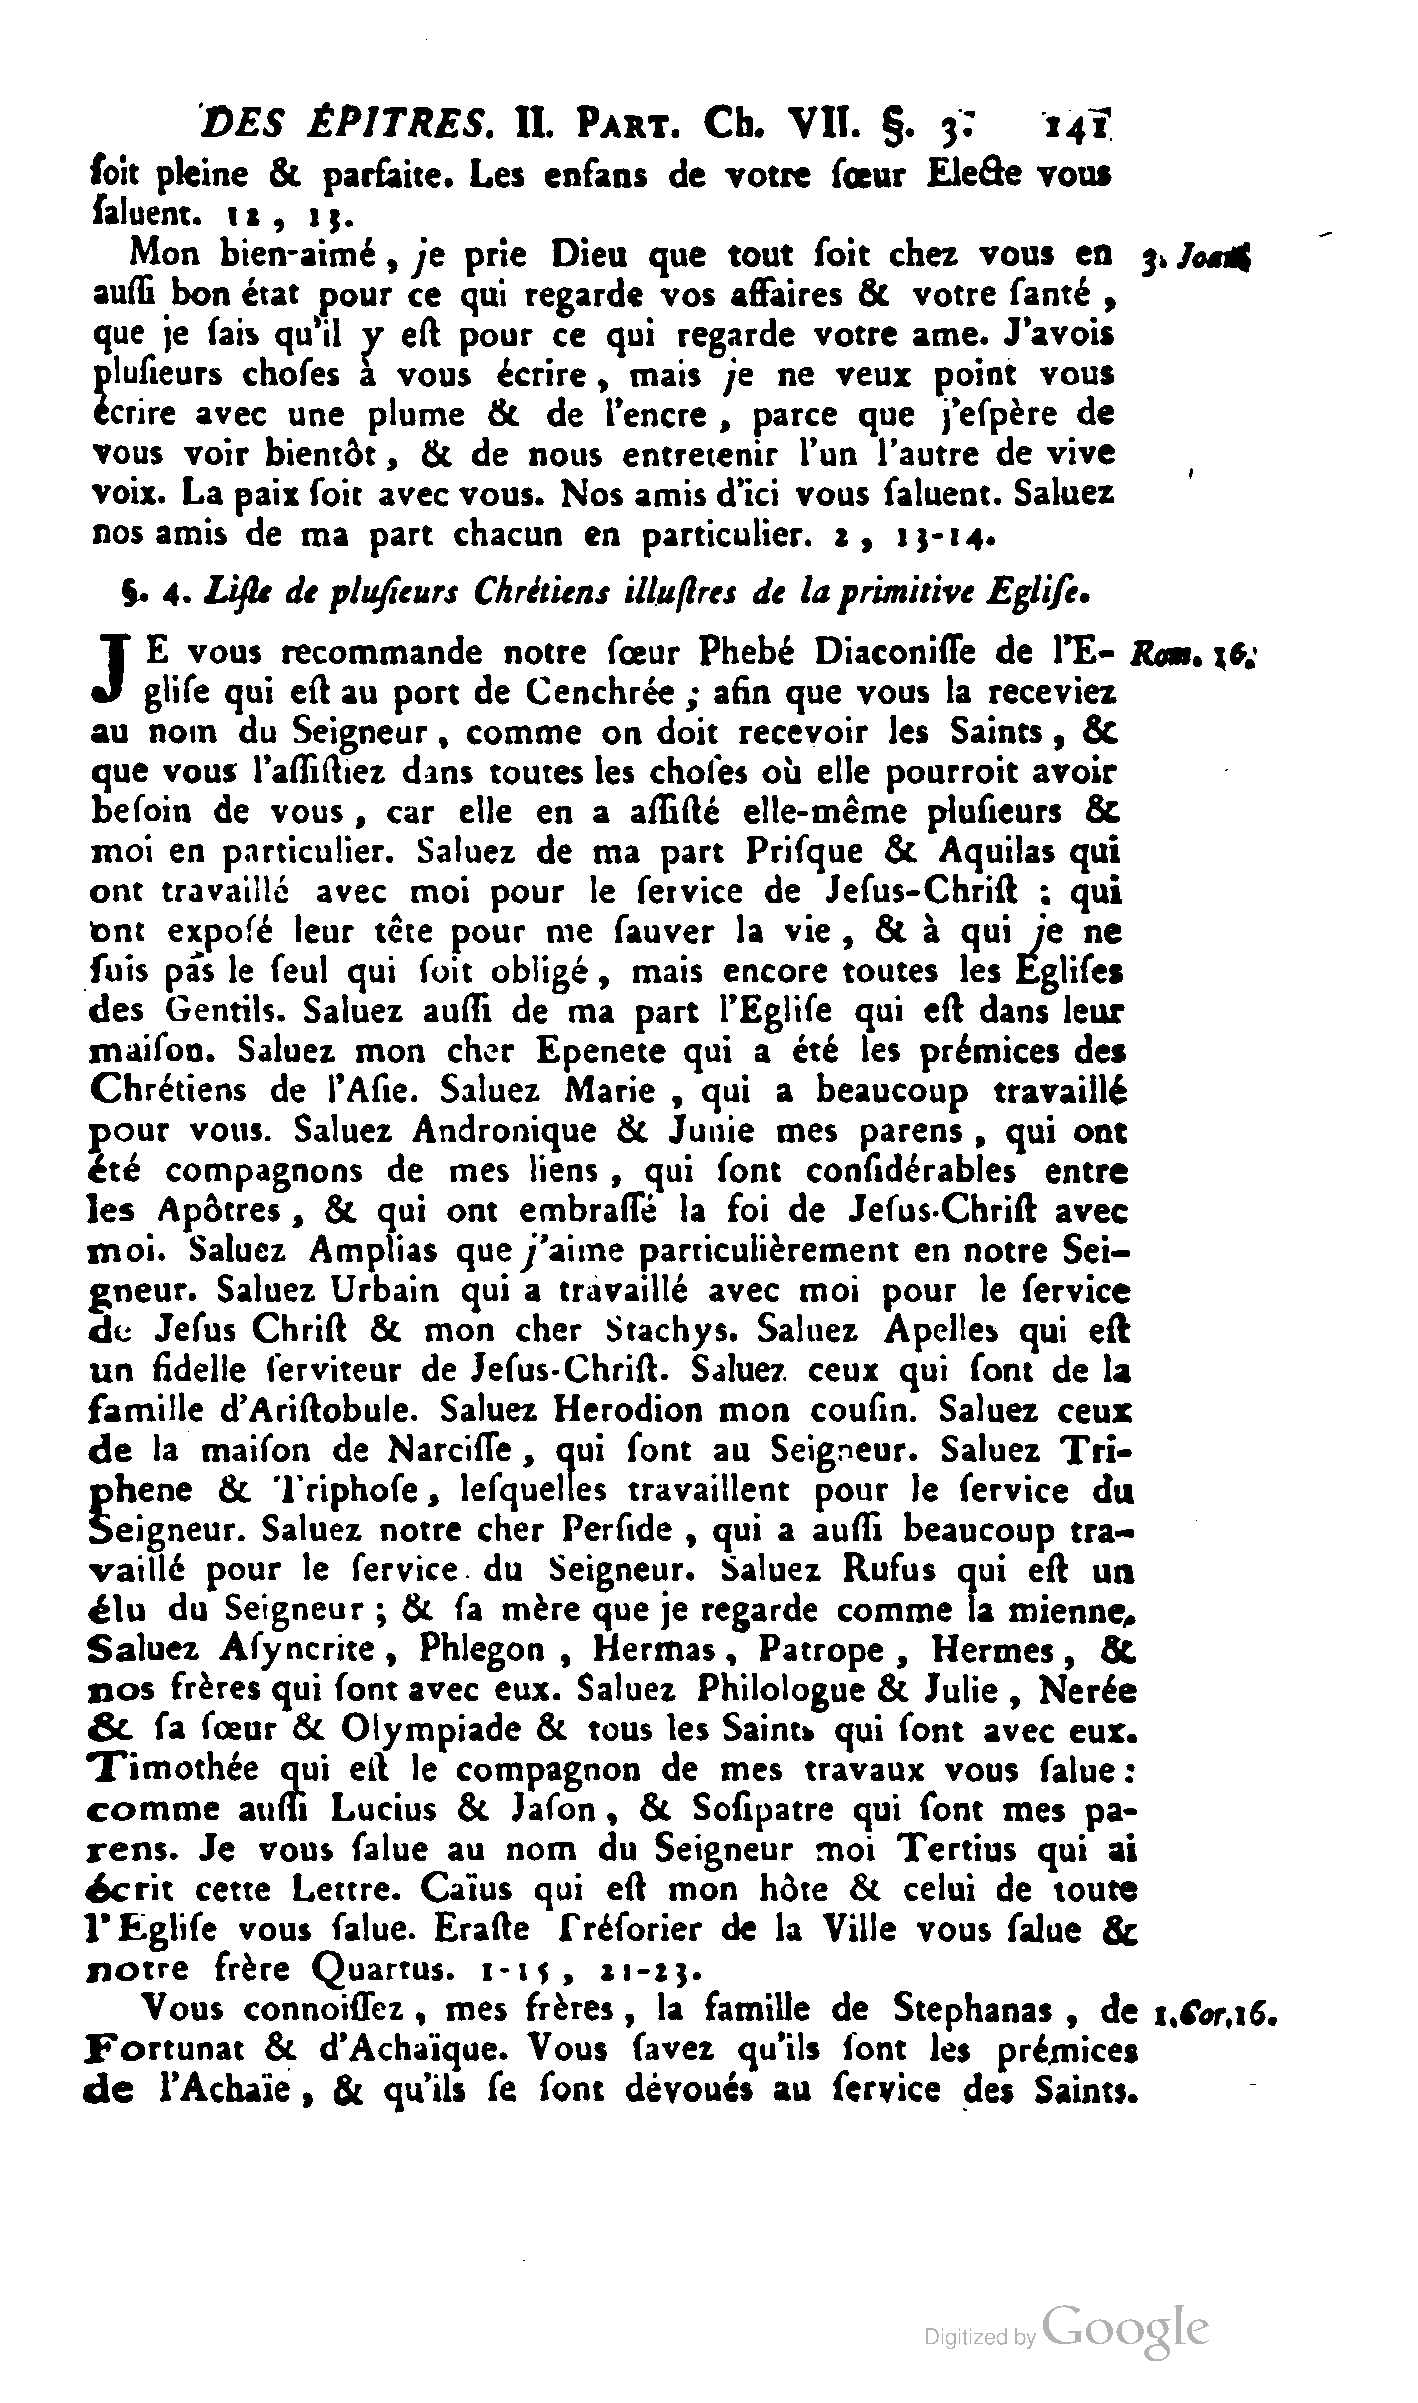 DES ÉPITRES. II. PART. Ch. VII. §. 3. 141
ſoit pleine & parfaite. Les enfans de votre ſœur Electe vous
ſaluent. 12, 13.
Mon bien-aimé, je prie Dieu que tout ſoit chez vous en 3. Joan.
auſſi bon état pour ce qui regarde vos affaires & votre ſanté,
que je ſais qu'il y eſt pour ce qui regarde votre ame. J'avois
pluſieurs choſes à vous écrire, mais je ne veux point vous
écrire avec une plume & de l'encre, parce que j'eſpère de
vous voir bientôt, & de nous entretenir l'un l'autre de vive
voix. La paix ſoit avec vous. Nos amis d'ici vous ſaluent. Saluez
nos amis de ma part chacun en particulier. 2, 13-14.
§. 4. Liſte de pluſieurs Chrétiens illuſtres de la primitive Egliſe.
JE vous recommande notre ſœur Phebé Diaconiſſe de l'E- Rom. 16.
gliſe qui eſt au port de Cenchrée ; afin que vous la receviez
au nom du Seigneur, comme on doit recevoir les Saints, &
que vous l'aſſiſtiez dans toutes les choſes où elle pourroit avoir
beſoin de vous, car elle en a aſſiſté elle-même pluſieurs &
moi en particulier. Saluez de ma part Priſque & Aquilas qui
ont travaillé avec moi pour le ſervice de Jeſus-Chriſt : qui
ont expoſé leur tête pour me ſauver la vie, & à qui je ne
ſuis pas le ſeul qui ſoit obligé, mais encore toutes les Egliſes
des Gentils. Saluez auſſi de ma part l'Egliſe qui eſt dans leur
maiſon. Saluez mon cher Epenete qui a été les prémices des
Chrétiens de l'Aſie. Saluez Marie, qui a beaucoup travaillé
pour vous. Saluez Andronique & Junie mes parens, qui ont
été compagnons de mes liens, qui ſont conſidérables entre
les Apôtres, & qui ont embraſſé la foi de Jeſus-Chriſt avec
moi. Saluez Amplias que j'aime particulièrement en notre Sei-
gneur. Saluez Urbain qui a travaillé avec moi pour le ſervice
de Jeſus Chriſt & mon cher Stachys. Saluez Apelles qui eſt
un fidelle ſerviteur de Jeſus-Chriſt. Saluez ceux qui ſont de la
famille d'Ariſtobule. Saluez Herodion mon couſin. Saluez ceux
de la maiſon de Narciſſe, qui ſont au Seigneur. Saluez Tri-
phene & Triphoſe, leſquelles travaillent pour le ſervice du
Seigneur. Saluez notre cher Perſide, qui a auſſi beaucoup tra-
vaillé pour le ſervice du Seigneur. Saluez Rufus qui eſt un
élu du Seigneur ; & ſa mère que je regarde comme la mienne.
Saluez Aſyncrite, Phlegon, Hermas, Patrope, Hermes, &
nos frères qui ſont avec eux. Saluez Philologue & Julie, Nerée
& ſa ſœur & Olympiade & tous les Saints qui ſont avec eux.
Timothée qui eſt le compagnon de mes travaux vous ſalue :
comme auſſi Lucius & Jaſon, & Soſipatre qui ſont mes pa-
rens. Je vous ſalue au nom du Seigneur moi Tertius qui ai
écrit cette Lettre. Caïus qui eſt mon hôte & celui de toute
l'Egliſe vous ſalue. Eraſte Tréſorier de la Ville vous ſalue &
notre frère Quartus. 1-15, 21-23.
Vous connoiſſez, mes frères, la famille de Stephanas, de 1. Cor. 16.
Fortunat & d'Achaïque. Vous ſavez qu'ils ſont les prémices
de l'Achaïe, & qu'ils ſe ſont dévoués au ſervice des Saints.
Digitized by Google